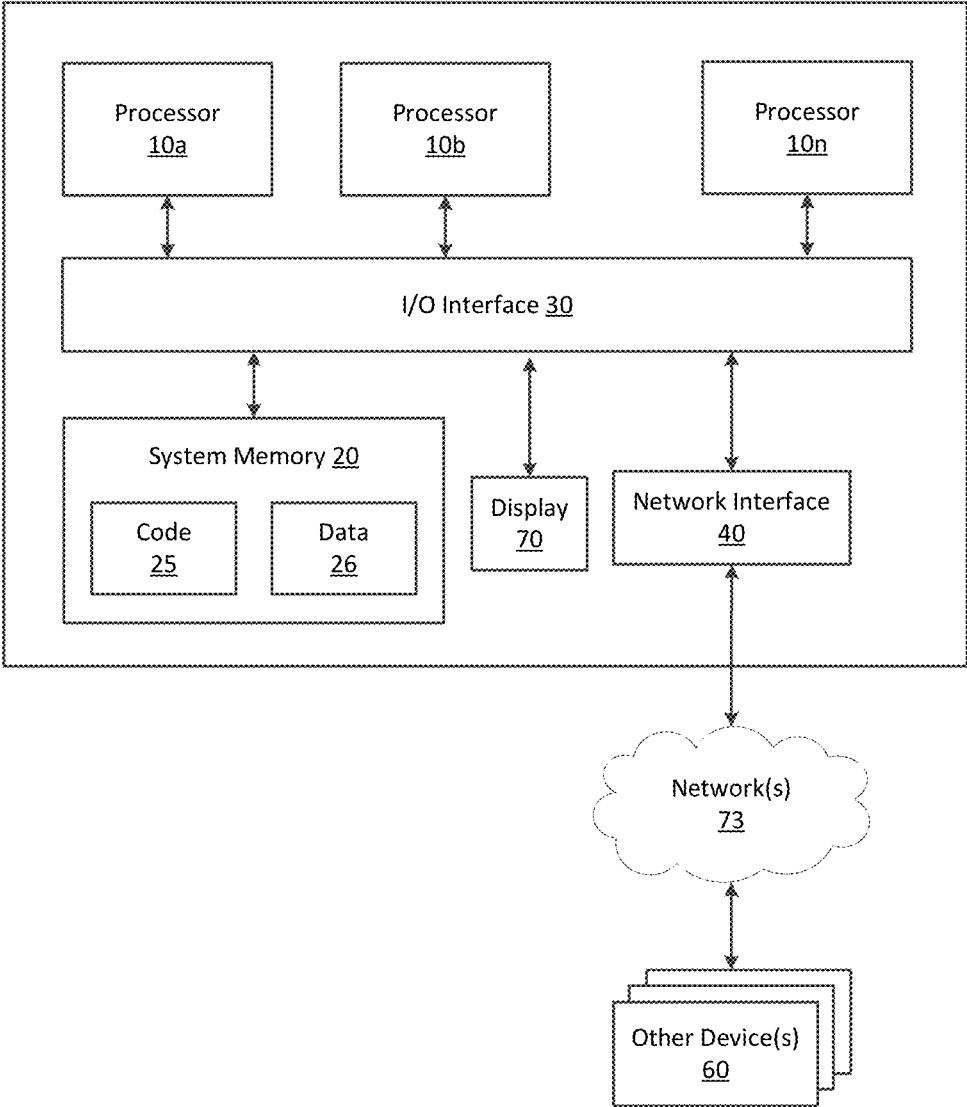 Processor
10a
Processor
10b
Processor
10n
I/O Interface 30
System Memory 20
Code
25
Data
26
Display
70
Network Interface
40
Network(s)
73
Other Device(s)
60